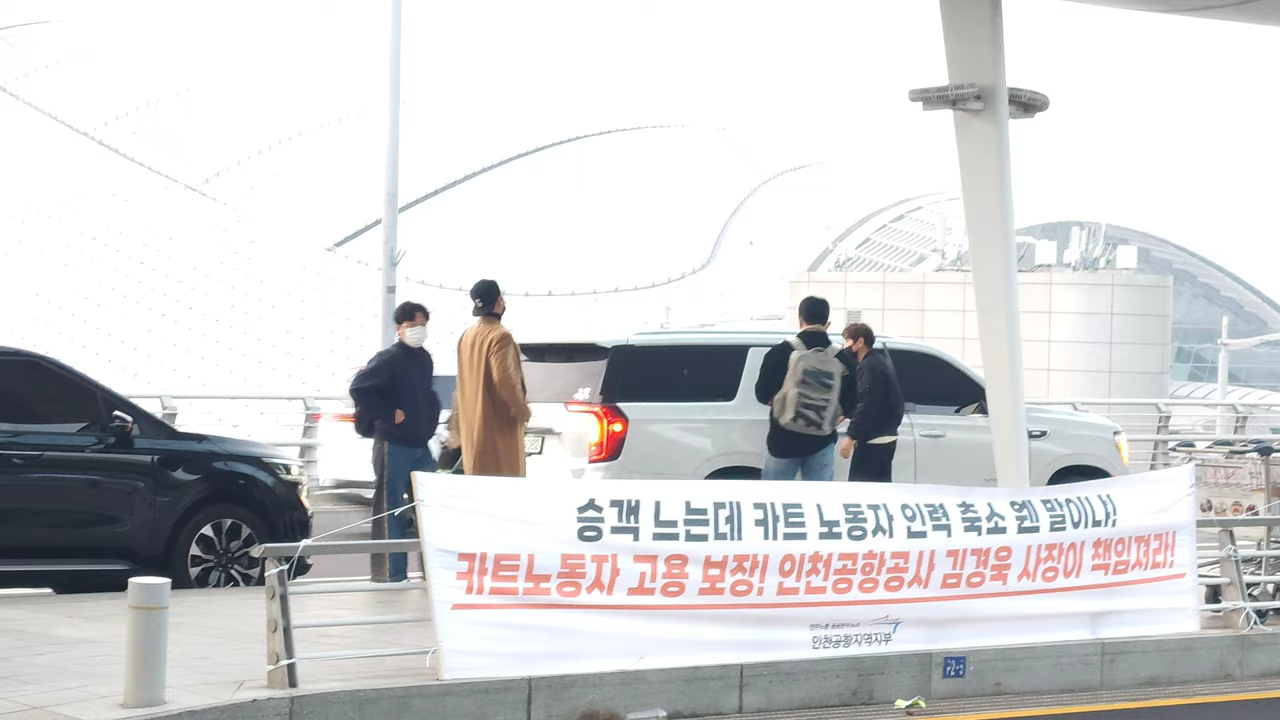 승객 느는데 카트 노동자 인력 축소 웬 말이냐!
카트노동자 고용 보장! 인천공항공사 김경욱 사장이 책임져라!
인천공항지역지부
F2-5